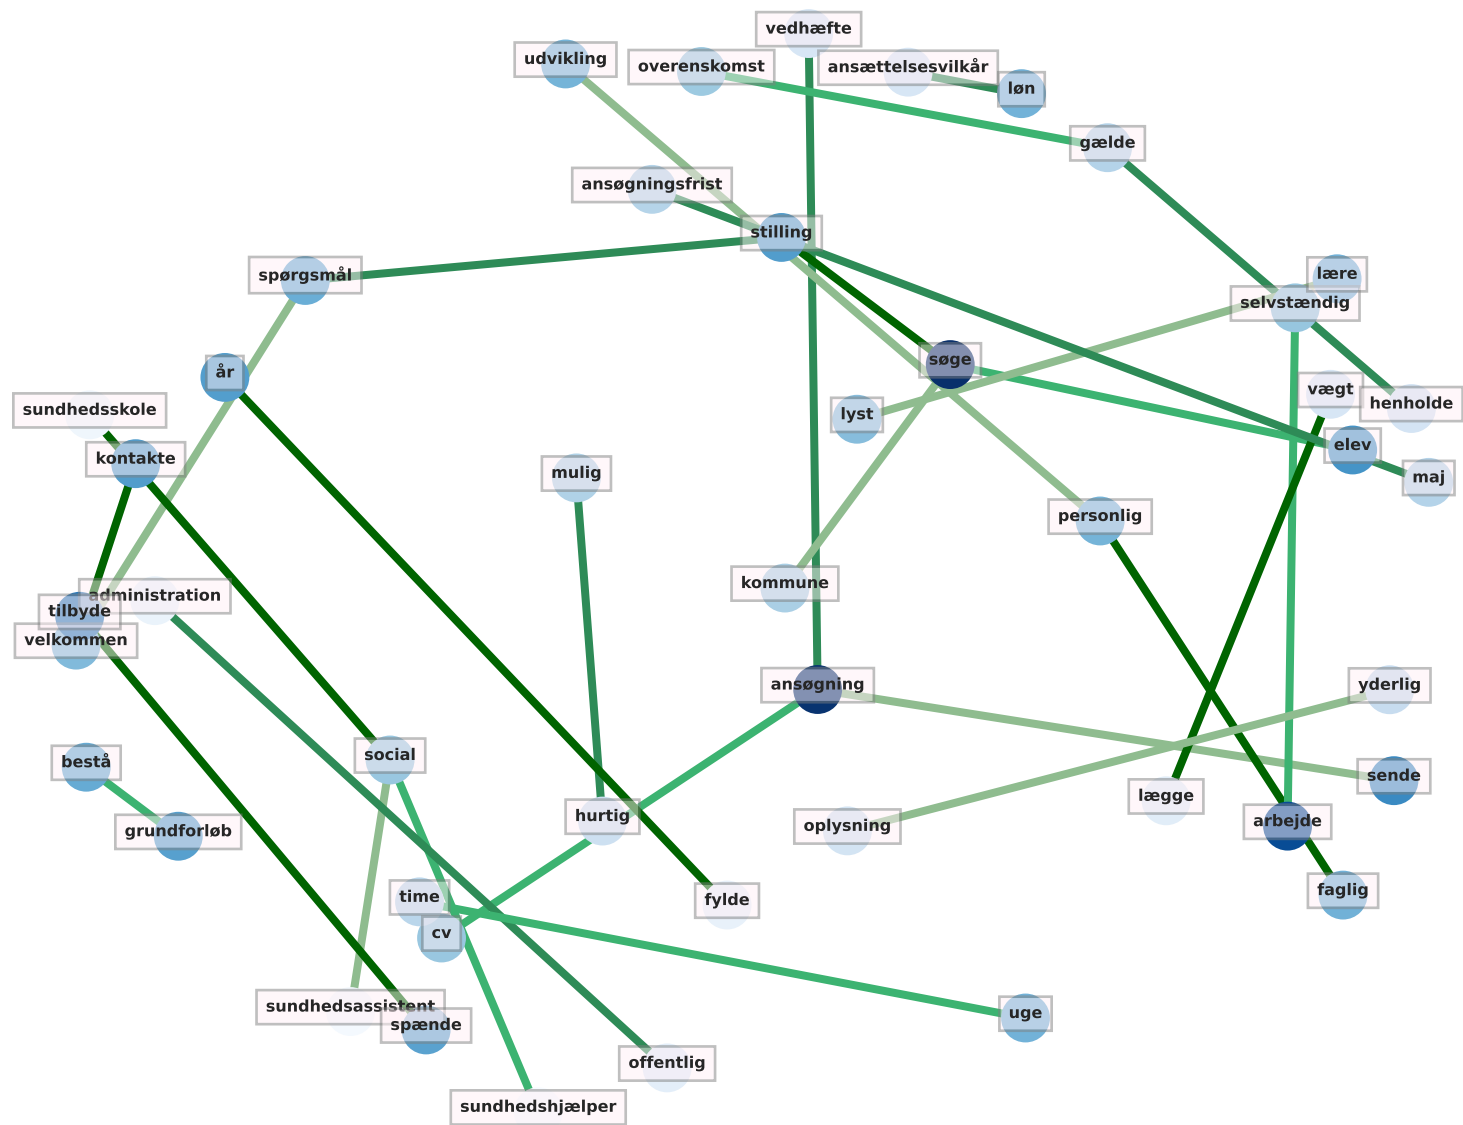 vedhæfte
udvikling
overenskomst
ansættelsesvilkår
løn
gælde
ansøgningsfrist
stilling
spørgsmål
lære
selvstændig
år
søge
vægt
henholde
sundhedsskole
lyst
kontakte
elev
mulig
maj
personlig
kommune
administration
tilbyde
velkommen
ansøgning
yderlig
social
bestå
sende
lægge
hurtig
oplysning
arbejde
grundforløb
faglig
time
fylde
cv
sundhedsassistent
uge
spænde
offentlig
sundhedshjælper